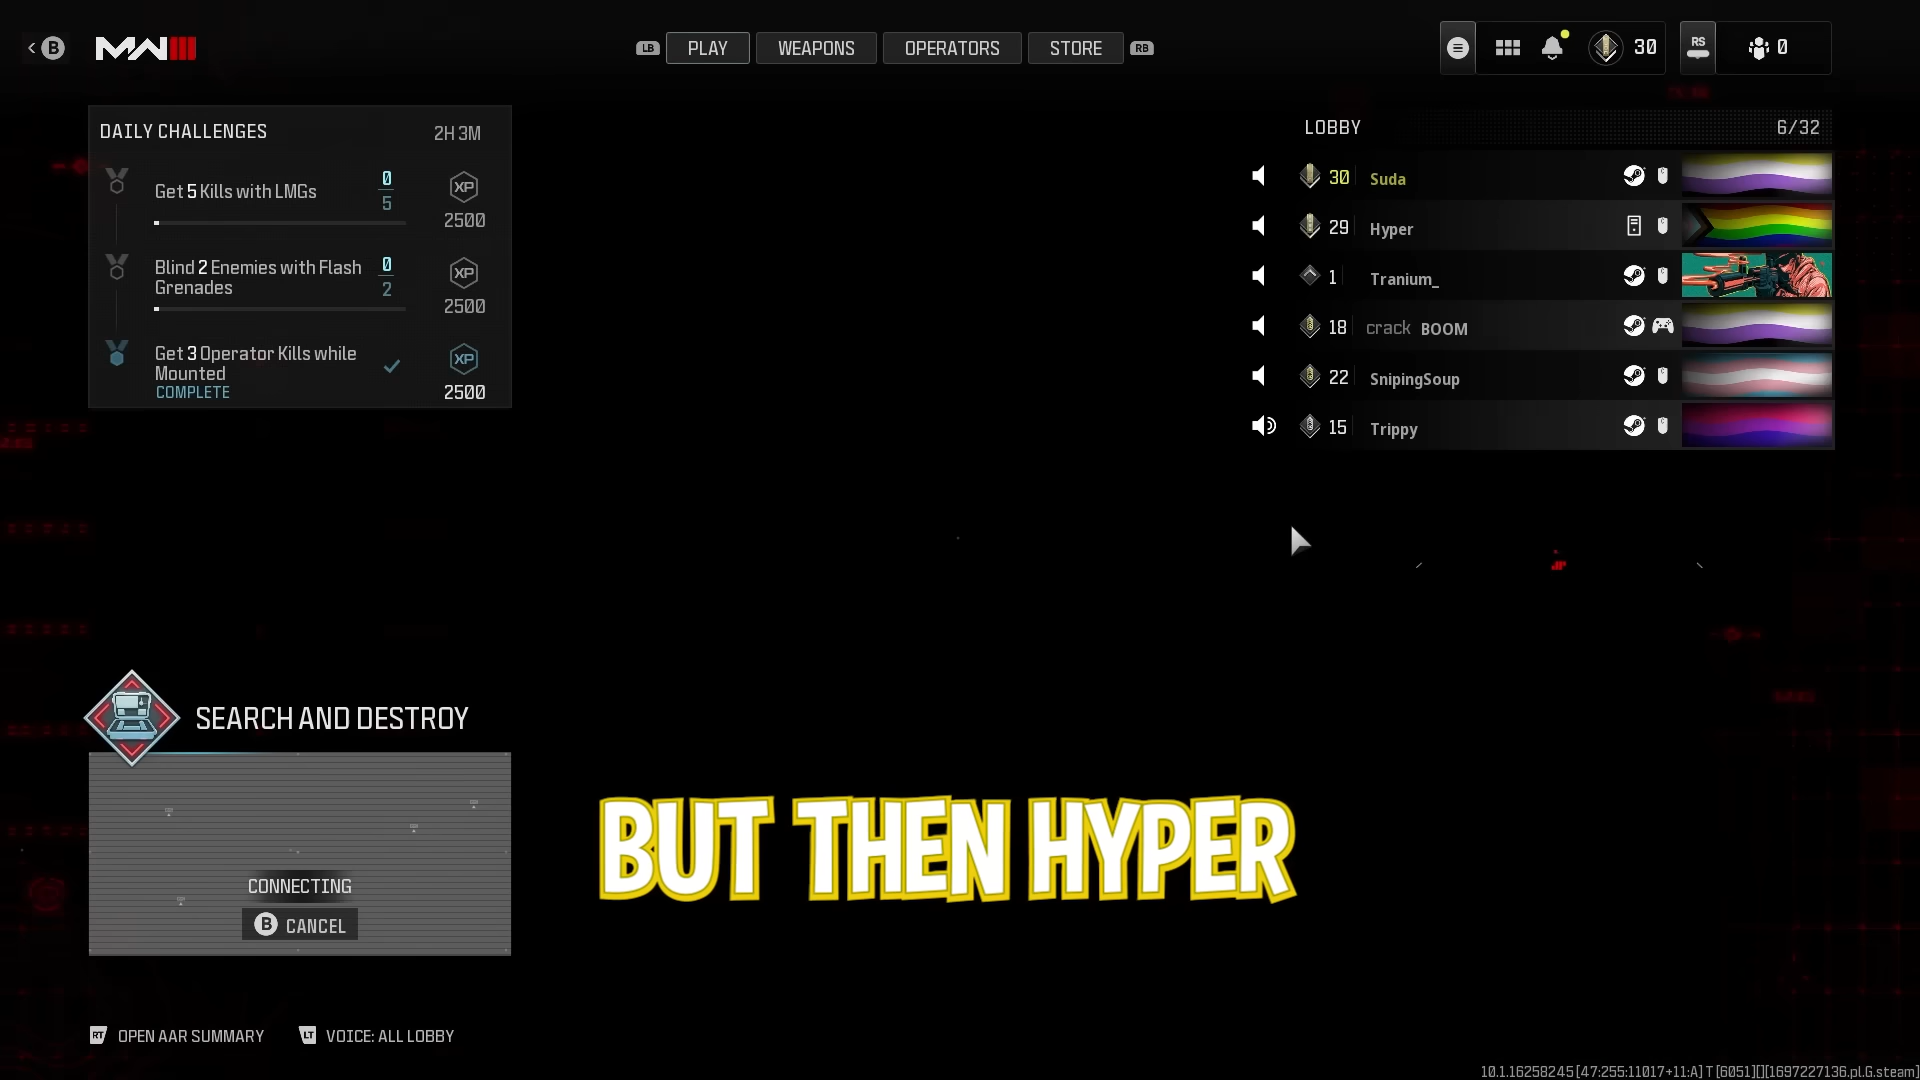 B
MWIII
LB PLAY WEAPONS OPERATORS STORE RB
30
RS
0
DAILY CHALLENGES 2H 3M
Get 5 Kills with LMGs
0
5
XP
2500
Blind 2 Enemies with Flash
Grenades
0
2
XP
2500
Get 3 Operator Kills while
Mounted
COMPLETE
XP
2500
LOBBY 6/32
30 Suda
29 Hyper
1 Tranium_
18 crack BOOM
22 SnipingSoup
15 Trippy
SEARCH AND DESTROY
CONNECTING
B CANCEL
BUT THEN HYPER
RT OPEN AAR SUMMARY LT VOICE: ALL LOBBY
10.1.16258245 [47:255:11017+11:A] T [6051][][1697227136.pl.G.steam]